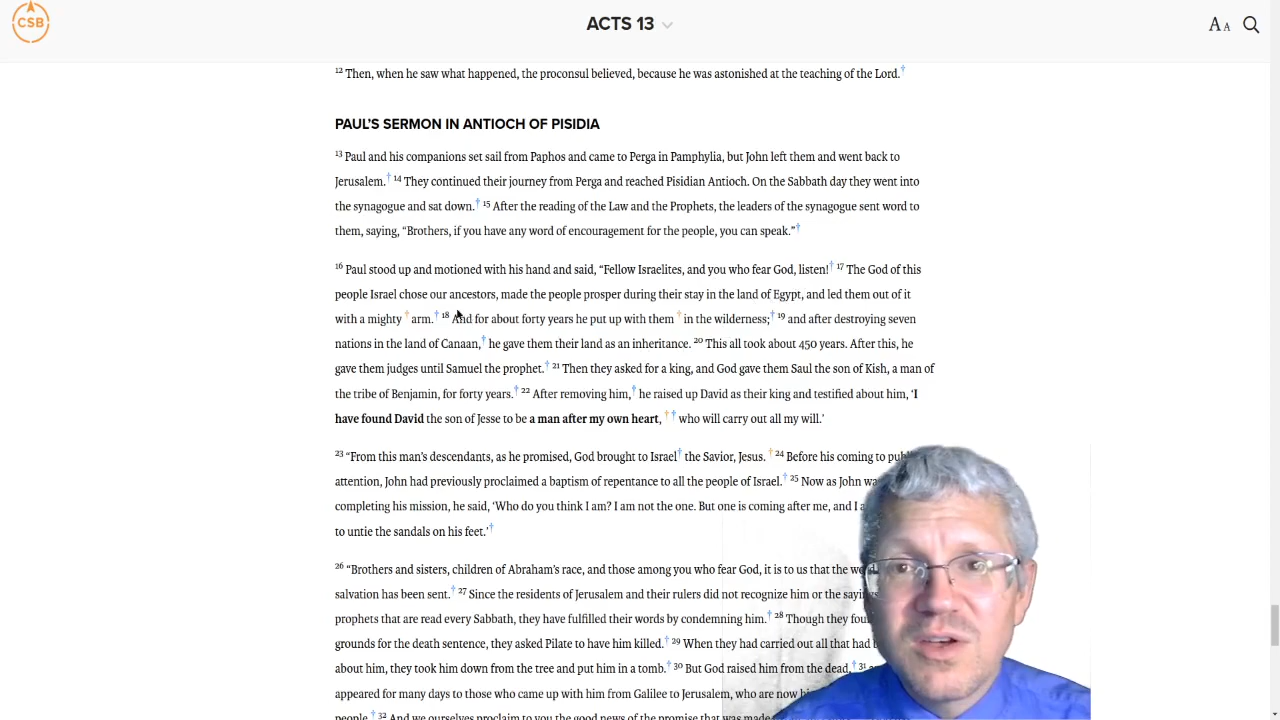 CSB
ACTS 13
A A
12 Then, when he saw what happened, the proconsul believed, because he was astonished at the teaching of the Lord.†
PAUL'S SERMON IN ANTIOCH OF PISIDIA
13 Paul and his companions set sail from Paphos and came to Perga in Pamphylia, but John left them and went back to
Jerusalem.† 14 They continued their journey from Perga and reached Pisidian Antioch. On the Sabbath day they went into
the synagogue and sat down.† 15 After the reading of the Law and the Prophets, the leaders of the synagogue sent word to
them, saying, “Brothers, if you have any word of encouragement for the people, you can speak.”†
16 Paul stood up and motioned with his hand and said, “Fellow Israelites, and you who fear God, listen!† 17 The God of this
people Israel chose our ancestors, made the people prosper during their stay in the land of Egypt, and led them out of it
with a mighty † arm.† 18 And for about forty years he put up with them † in the wilderness;† 19 and after destroying seven
nations in the land of Canaan,† he gave them their land as an inheritance. 20 This all took about 450 years. After this, he
gave them judges until Samuel the prophet.† 21 Then they asked for a king, and God gave them Saul the son of Kish, a man of
the tribe of Benjamin, for forty years.† 22 After removing him,† he raised up David as their king and testified about him, ‘I
have found David the son of Jesse to be a man after my own heart, † † who will carry out all my will.’
23 “From this man’s descendants, as he promised, God brought to Israel† the Savior, Jesus. † 24 Before his coming to
attention, John had previously proclaimed a baptism of repentance to all the people of Israel.† 25 Now as John
completing his mission, he said, ‘Who do you think I am? I am not the one. But one is coming after me, and I
to untie the sandals on his feet.’†
26 “Brothers and sisters, children of Abraham’s race, and those among you who fear God, it is to us that the
salvation has been sent.† 27 Since the residents of Jerusalem and their rulers did not recognize him or the
prophets that are read every Sabbath, they have fulfilled their words by condemning him.† 28 Though they
grounds for the death sentence, they asked Pilate to have him killed.† 29 When they had carried out all that had
about him, they took him down from the tree and put him in a tomb.† 30 But God raised him from the dead,† 31
appeared for many days to those who came up with him from Galilee to Jerusalem, who are now
people.† 32 And we ourselves proclaim to you the good news of the promise that was made